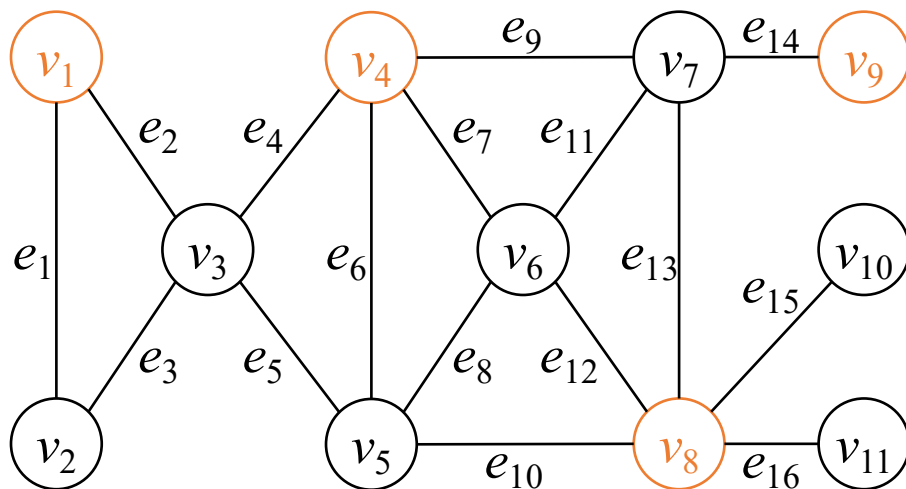 e₉ e₁₄
v₁ v₄ v₇ v₉
e₂ e₄ e₇ e₁₁
e₁ v₃ e₆ v₆ e₁₃ v₁₀
e₁₅
e₃ e₅ e₈ e₁₂
v₂ v₅ v₈ v₁₁
e₁₀ e₁₆